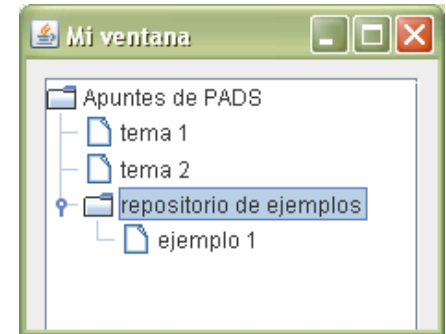 Mi ventana
Apuntes de PADS
tema 1
tema 2
repositorio de ejemplos
ejemplo 1